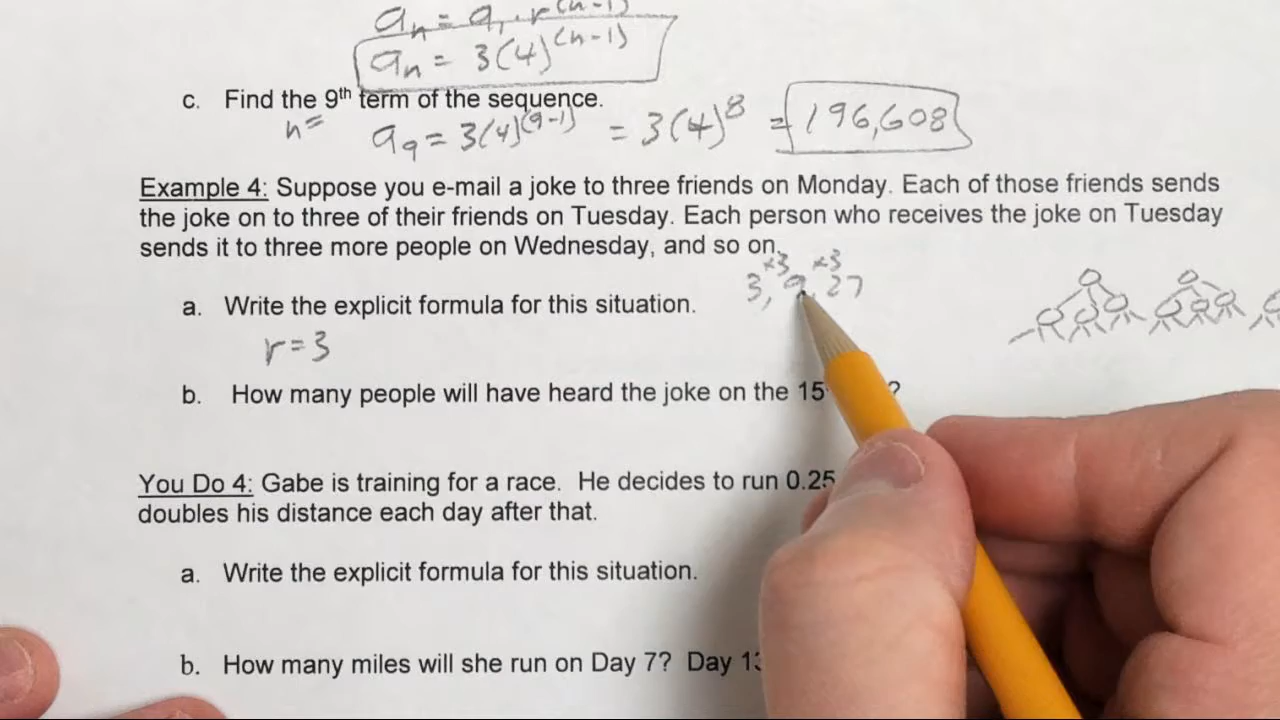 aₙ = a₁ · r^(n-1)
aₙ = 3(4)^(n-1)
c. Find the 9th term of the sequence.
n=
a₉ = 3(4)^(9-1) = 3(4)^8 = 196,608
Example 4: Suppose you e-mail a joke to three friends on Monday. Each of those friends sends
the joke on to three of their friends on Tuesday. Each person who receives the joke on Tuesday
sends it to three more people on Wednesday, and so on.
×3 ×3
3, 9, 27
a. Write the explicit formula for this situation.
r=3
b. How many people will have heard the joke on the 15 ?
You Do 4: Gabe is training for a race. He decides to run 0.25
doubles his distance each day after that.
a. Write the explicit formula for this situation.
b. How many miles will she run on Day 7? Day 13